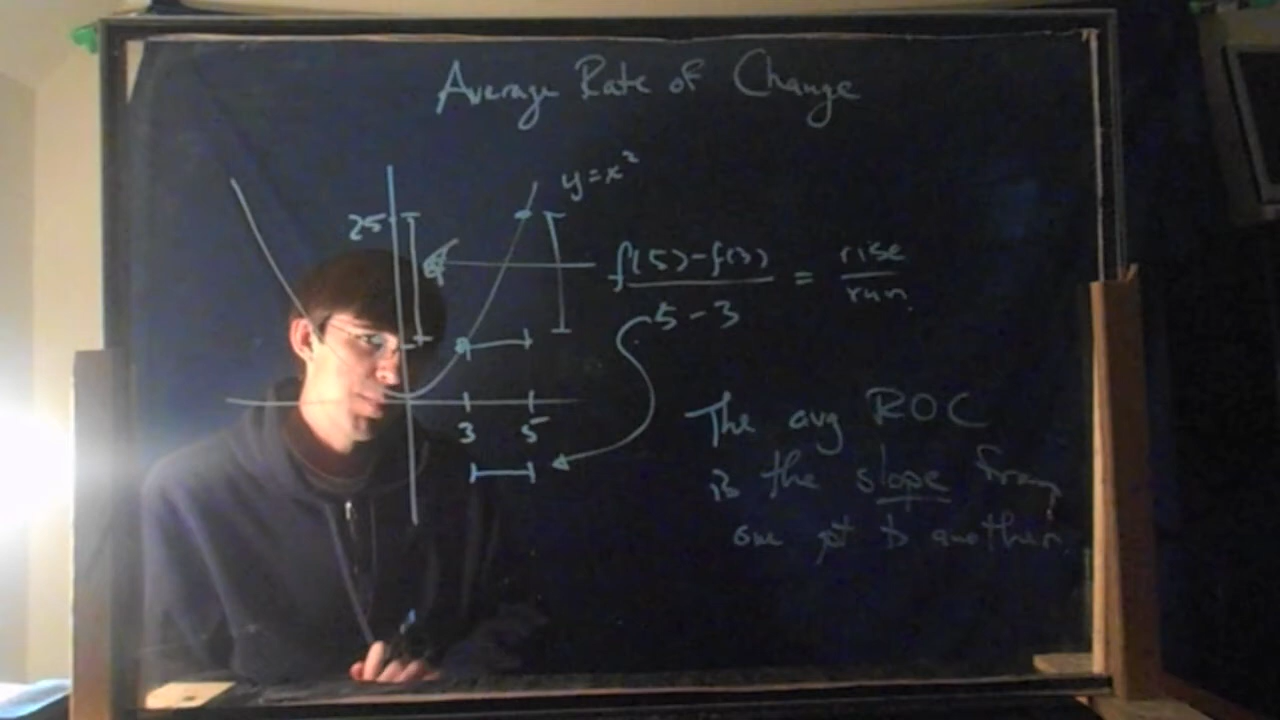 Average Rate of Change
y=x²
25
f(5)-f(3) = rise
5-3 run
3 5
The avg ROC
is the slope from
one pt to another.